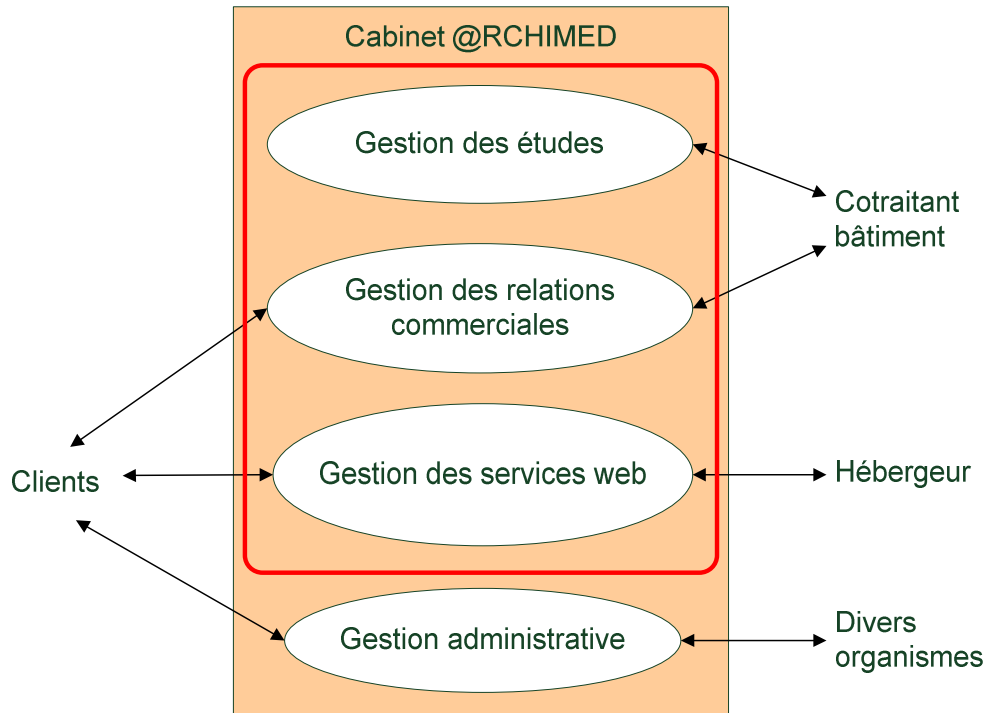 Cabinet @RCHIMED
Gestion des études
Cotraitant
bâtiment
Gestion des relations
commerciales
Clients
Gestion des services web
Hébergeur
Gestion administrative
Divers
organismes